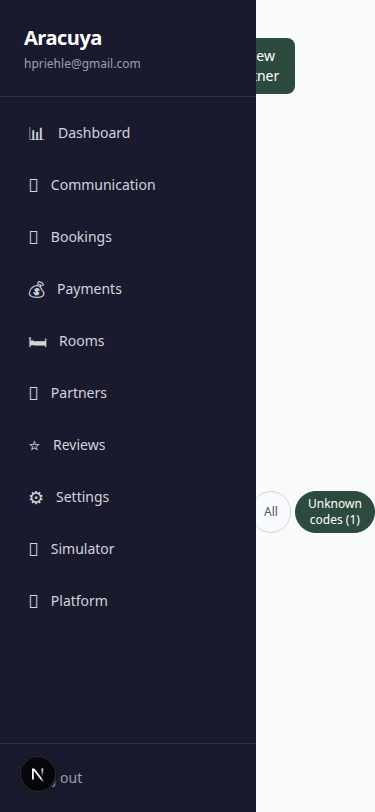 Aracuya
hpriehle@gmail.com
ew
Dashboard
Communication
Bookings
Payments
Rooms
Partners
Reviews
Settings
All
Unknown
codes (1)
Simulator
Platform
N
out